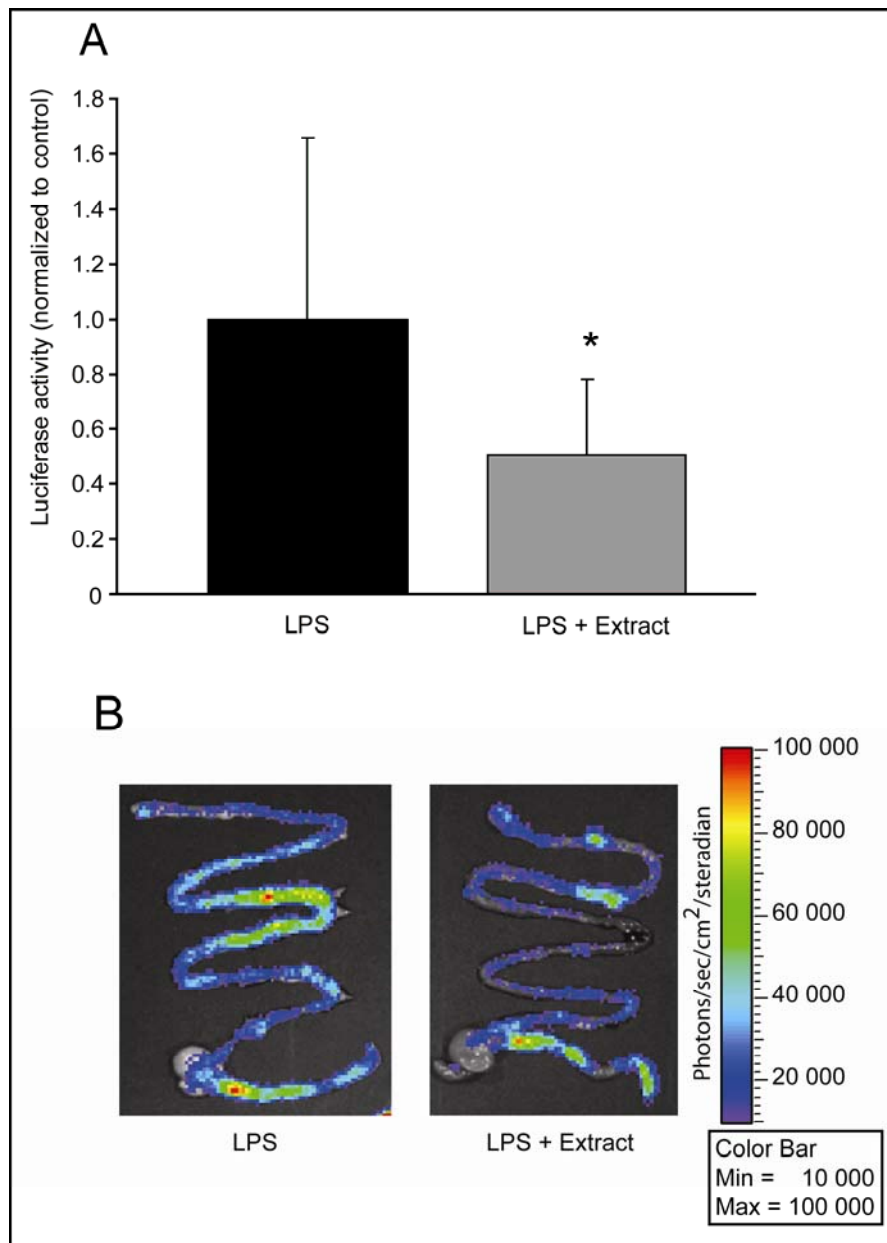 A
Luciferase activity (normalized to control)
1.8
1.6
1.4
1.2
1.0
0.8
0.6
0.4
0.2
0
*
LPS
LPS + Extract
B
LPS
LPS + Extract
Photons/sec/cm²/steradian
100 000
80 000
60 000
40 000
20 000
Color Bar
Min = 10 000
Max = 100 000